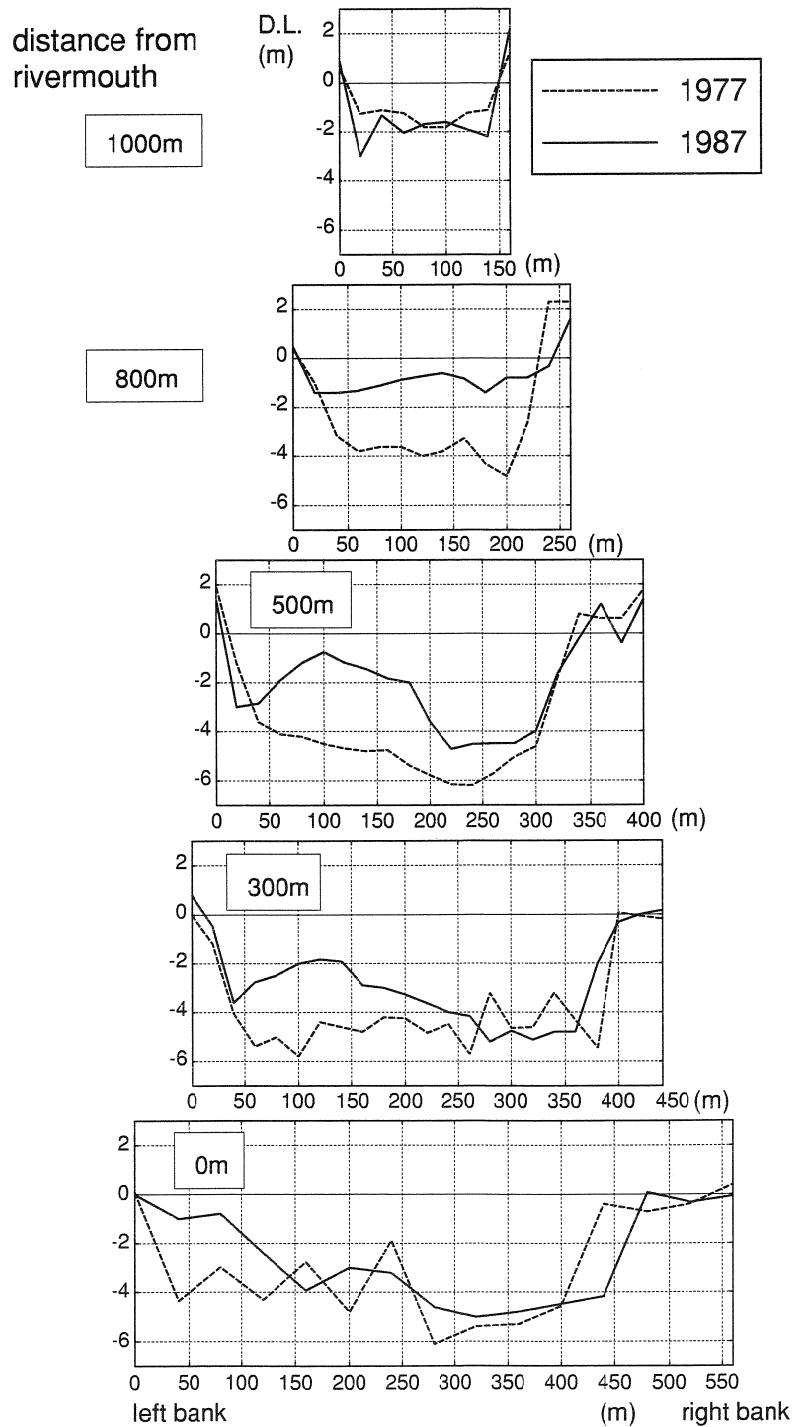 distance from
rivermouth
D.L.
(m)
1977
1987
1000m
2
0
-2
-4
-6
0 50 100 150 (m)
800m
2
0
-2
-4
-6
0 50 100 150 200 250 (m)
500m
2
0
-2
-4
-6
0 50 100 150 200 250 300 350 400 (m)
300m
2
0
-2
-4
-6
0 50 100 150 200 250 300 350 400 450 (m)
0m
2
0
-2
-4
-6
0 50 100 150 200 250 300 350 400 450 500 550
left bank (m) right bank